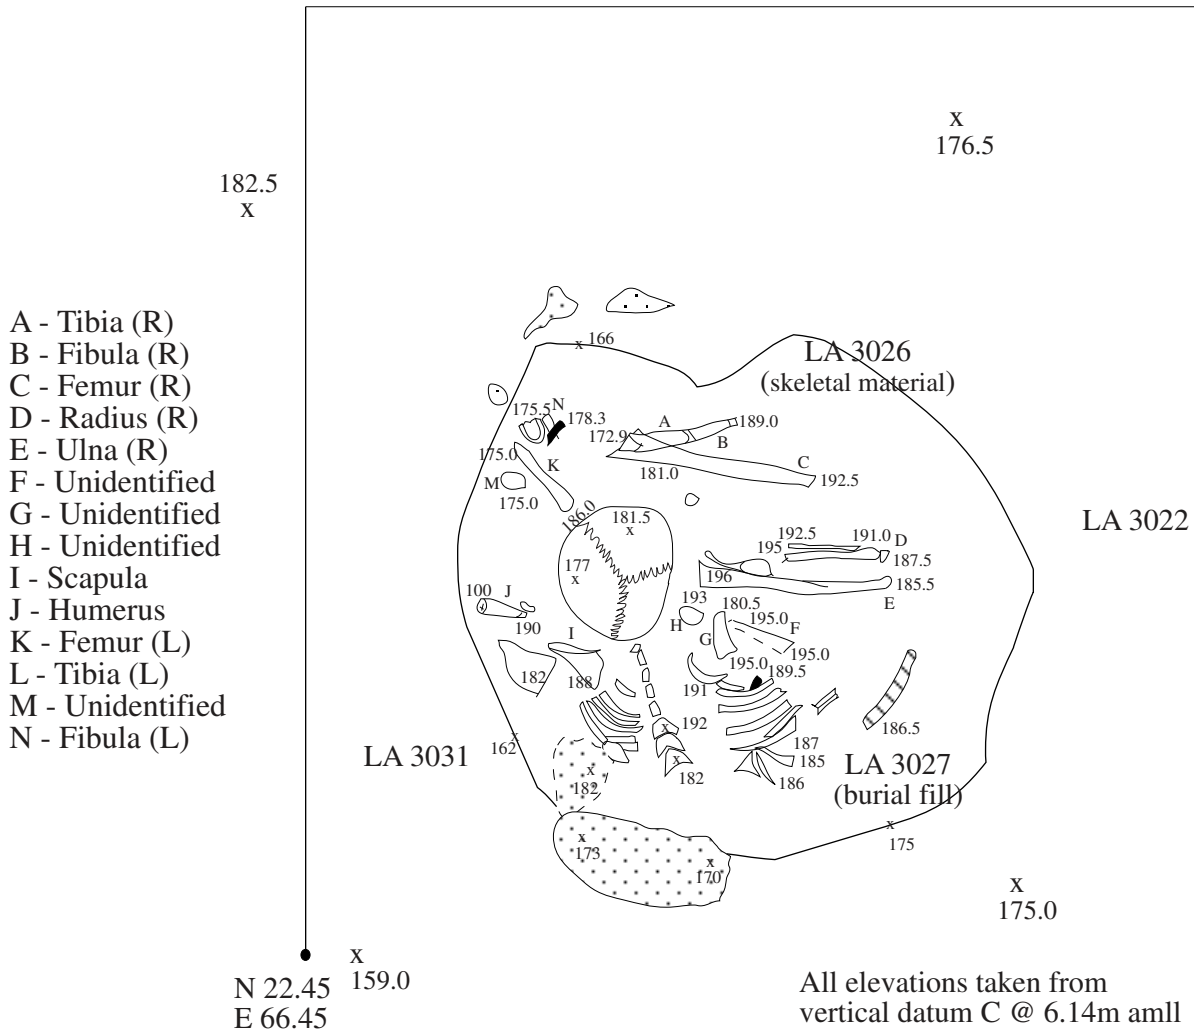 x
176.5
182.5
x
A - Tibia (R)
B - Fibula (R)
C - Femur (R)
D - Radius (R)
E - Ulna (R)
F - Unidentified
G - Unidentified
H - Unidentified
I - Scapula
J - Humerus
K - Femur (L)
L - Tibia (L)
M - Unidentified
N - Fibula (L)
x 166
LA 3026
(skeletal material)
175.5 N 178.3
172.9 A 189.0
B
175.0 K
181.0 C 192.5
M
175.0
186.0 181.5
x
LA 3022
192.5 191.0 D
195 187.5
177
x
196 185.5
E
100 J
x
190
193 180.5
195.0
H G F
I
195.0
182 188
195.0 189.5
191
x 192
186.5
162 x
187
LA 3031
x
182
x
182
185
186
LA 3027
(burial fill)
x
173
x
170
x
175
x
175.0
x
159.0
N 22.45
E 66.45
All elevations taken from
vertical datum C @ 6.14m amll